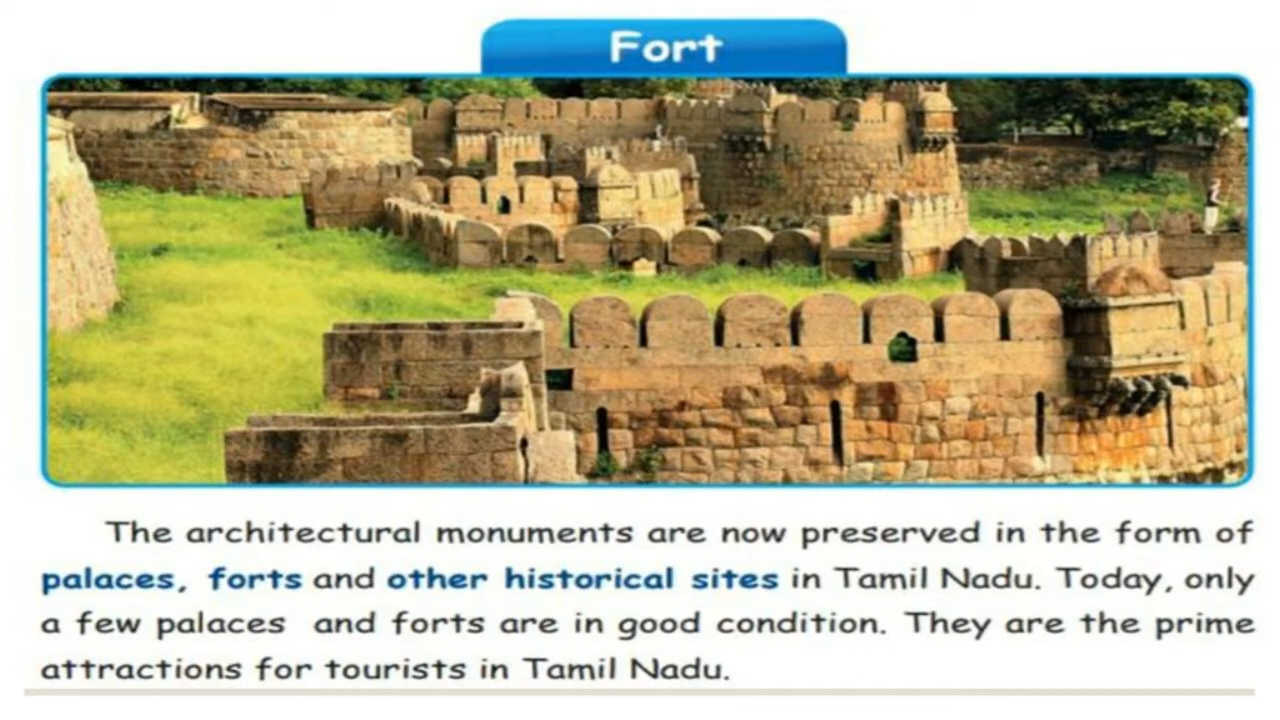 Fort
The architectural monuments are now preserved in the form of
palaces, forts and other historical sites in Tamil Nadu. Today, only
a few palaces and forts are in good condition. They are the prime
attractions for tourists in Tamil Nadu.